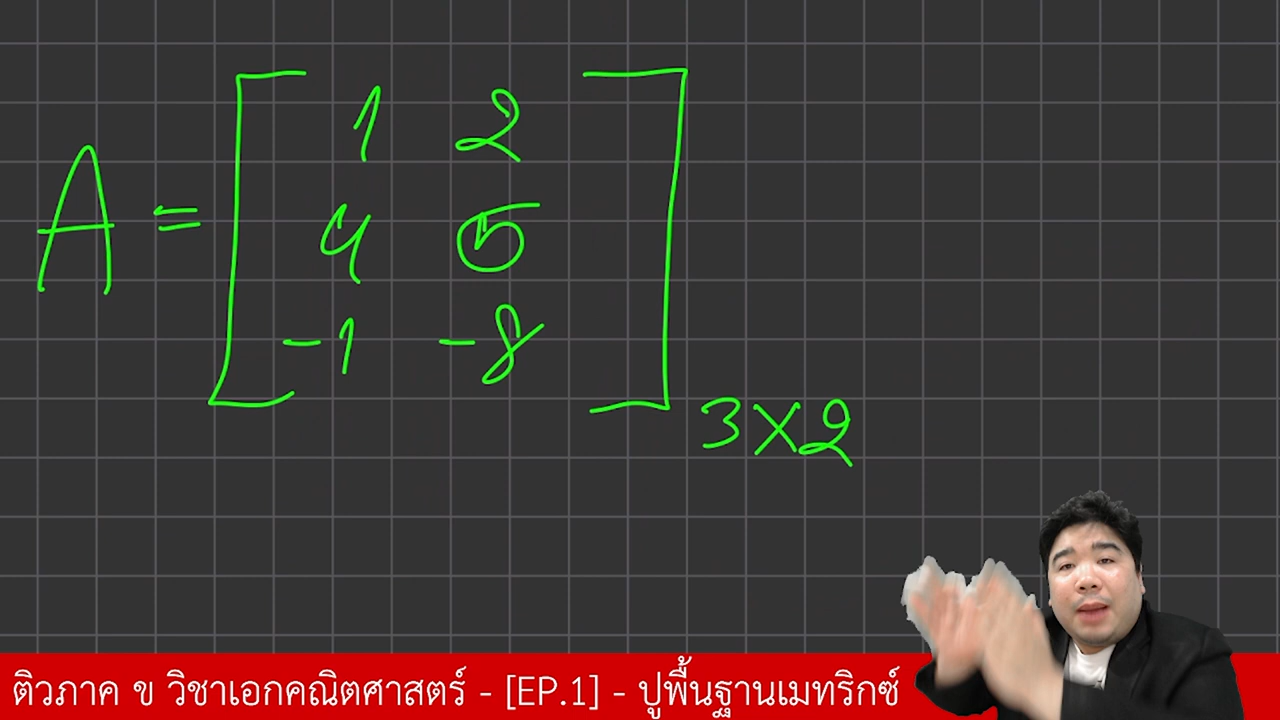 A = [ 1 2
4 5
-1 -8 ]
3×2
ติวภาค ข วิชาเอกคณิตศาสตร์ - [EP.1] - ปูพื้นฐานเมทริกซ์